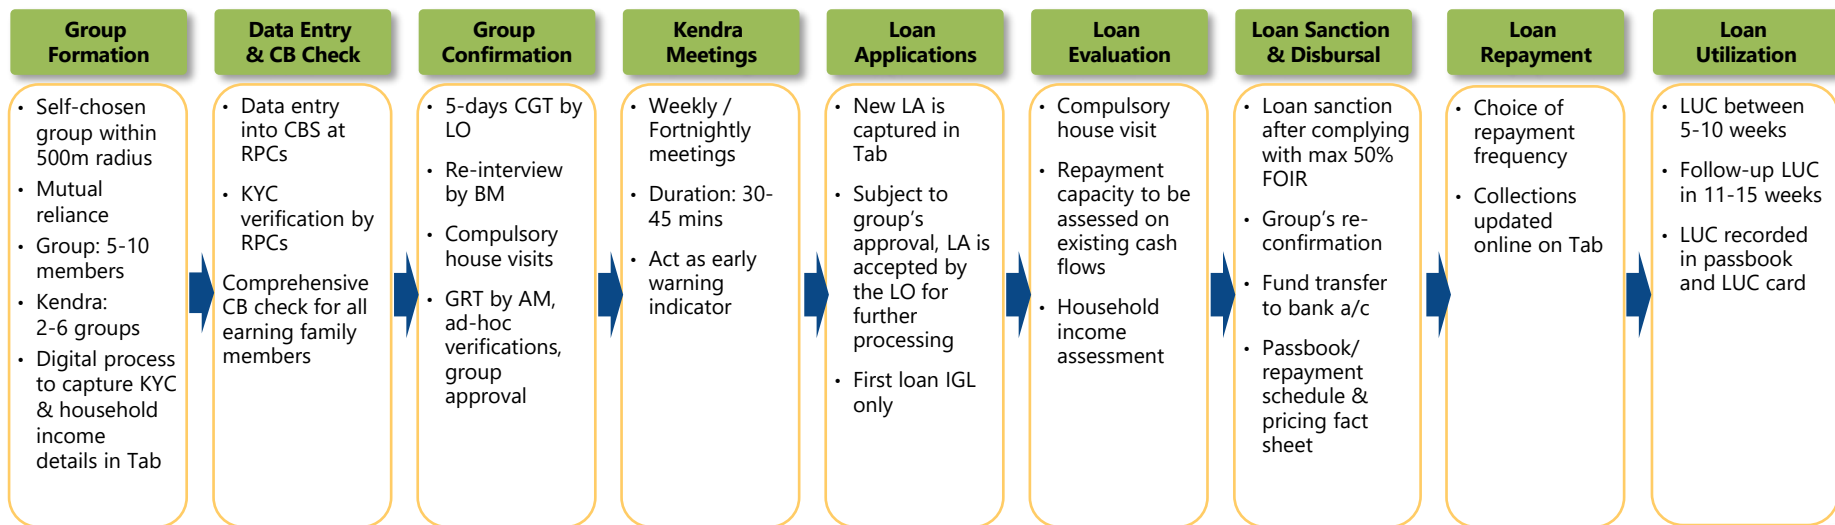 Group
Formation
• Self-chosen
group within
500m radius
• Mutual
reliance
• Group: 5-10
members
• Kendra:
2-6 groups
• Digital process
to capture KYC
& household
income
details in Tab
Data Entry
& CB Check
• Data entry
into CBS at
RPCs
• KYC
verification by
RPCs
Comprehensive
CB check for all
earning family
members
Group
Confirmation
• 5-days CGT by
LO
• Re-interview
by BM
• Compulsory
house visits
• GRT by AM,
ad-hoc
verifications,
group
approval
Kendra
Meetings
• Weekly /
Fortnightly
meetings
• Duration: 30-
45 mins
• Act as early
warning
indicator
Loan
Applications
• New LA is
captured in
Tab
• Subject to
group's
approval, LA is
accepted by
the LO for
further
processing
• First loan IGL
only
Loan
Evaluation
• Compulsory
house visit
• Repayment
capacity to be
assessed on
existing cash
flows
• Household
income
assessment
Loan Sanction
& Disbursal
• Loan sanction
after complying
with max 50%
FOIR
• Group's re-
confirmation
• Fund transfer
to bank a/c
• Passbook/
repayment
schedule &
pricing fact
sheet
Loan
Repayment
• Choice of
repayment
frequency
• Collections
updated
online on Tab
Loan
Utilization
• LUC between
5-10 weeks
• Follow-up LUC
in 11-15 weeks
• LUC recorded
in passbook
and LUC card